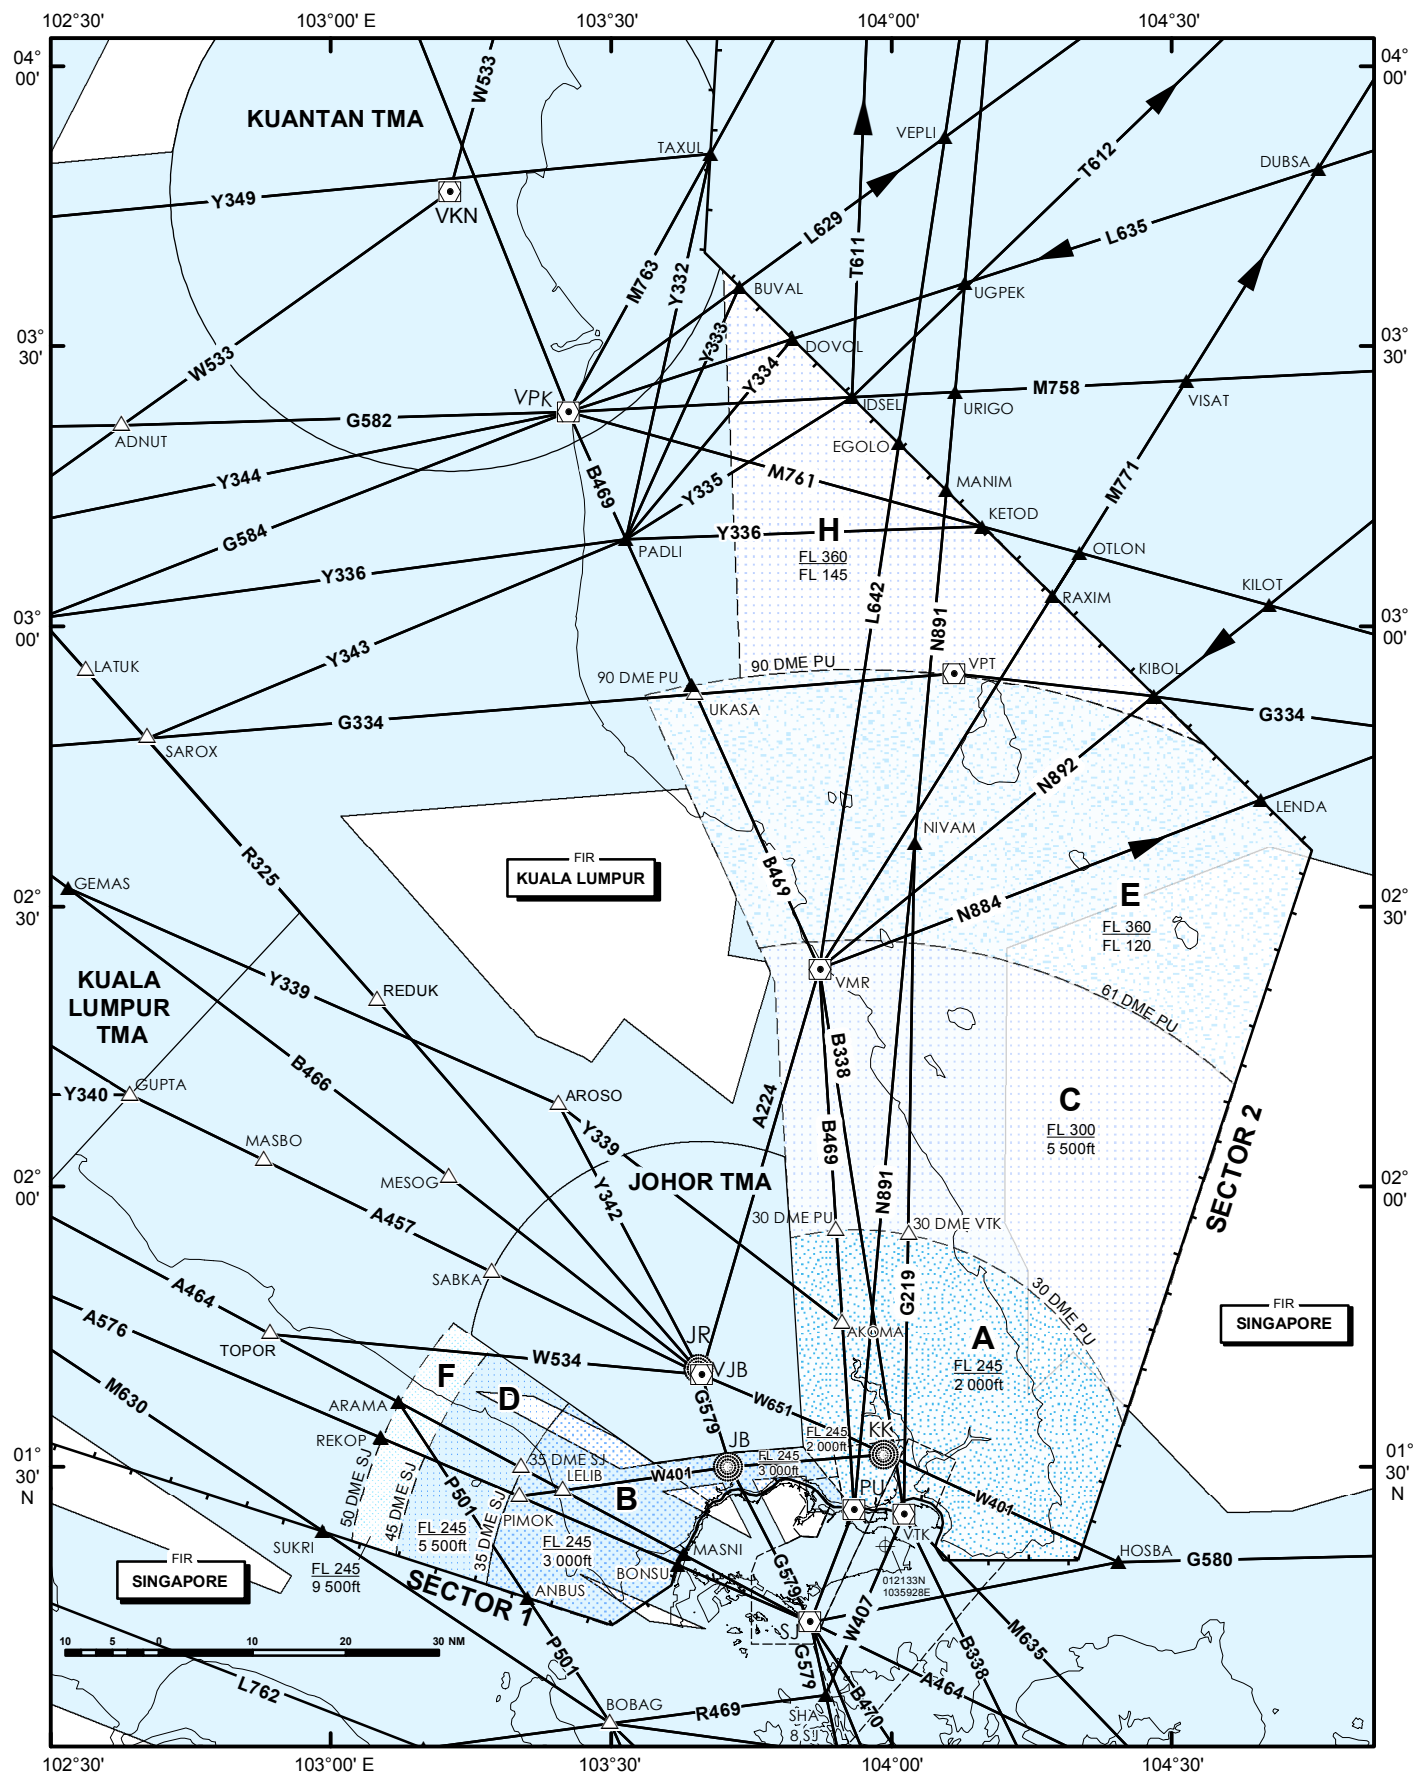 102°30'
103°00' E
103°30'
104°00'
104°30'
04°
00'
04°
00'
W533
KUANTAN TMA
TAXUL
VEPLI
T612
DUBSA
Y349
VKN
L629
T611
L635
M763
Y332
BUVAL
UGPEK
03°
30'
03°
30'
W533
Y333
Y334
DOVOL
VPK
M758
VISAT
G582
IDSEL
URIGO
ADNUT
EGOLO
Y344
B469
Y335
M761
MANIM
M771
KETOD
G584
H
Y336
PADLI
OTLON
FL 360
FL 145
Y336
KILOT
L642
RAXIM
N891
03°
00'
03°
00'
Y343
LATUK
90 DME PU
90 DME PU
VPT
KIBOL
UKASA
G334
G334
SAROX
N892
LENDA
NIVAM
R325
FIR
KUALA LUMPUR
B469
GEMAS
E
02°
30'
02°
30'
N884
FL 360
FL 120
KUALA
LUMPUR
TMA
Y339
REDUK
VMR
61 DME PU
B338
B466
GUPTA
Y340
AROSO
A224
C
FL 300
5 500ft
Y339
MASBO
B469
SECTOR 2
MESOG
JOHOR TMA
02°
00'
02°
00'
Y342
N891
A457
30 DME PU
30 DME VTK
SABKA
A464
G219
30 DME PU
A576
FIR
SINGAPORE
AKOMA
A
JR
TOPOR
W534
VJB
FL 245
2 000ft
F
M630
D
ARAMA
G579
W651
REKOP
JB
FL 245
2 000ft
KK
01°
30'
N
01°
30'
N
35 DME SJ
FL 245
3 000ft
LELIB
W401
P501
B
PU
W401
50 DME SJ
45 DME SJ
35 DME SJ
PIMOK
FL 245
5 500ft
FL 245
3 000ft
VTK
SUKRI
MASNI
HOSBA
G580
FIR
SINGAPORE
FL 245
9 500ft
BONSU
SECTOR 1
ANBUS
G579
012133N
1035928E
W407
SJ
10 5 0 10 20 30 NM
P501
M635
B338
G579
L762
A464
B470
BOBAG
R469
SHA
8 SJ
102°30'
103°00' E
103°30'
104°00'
104°30'